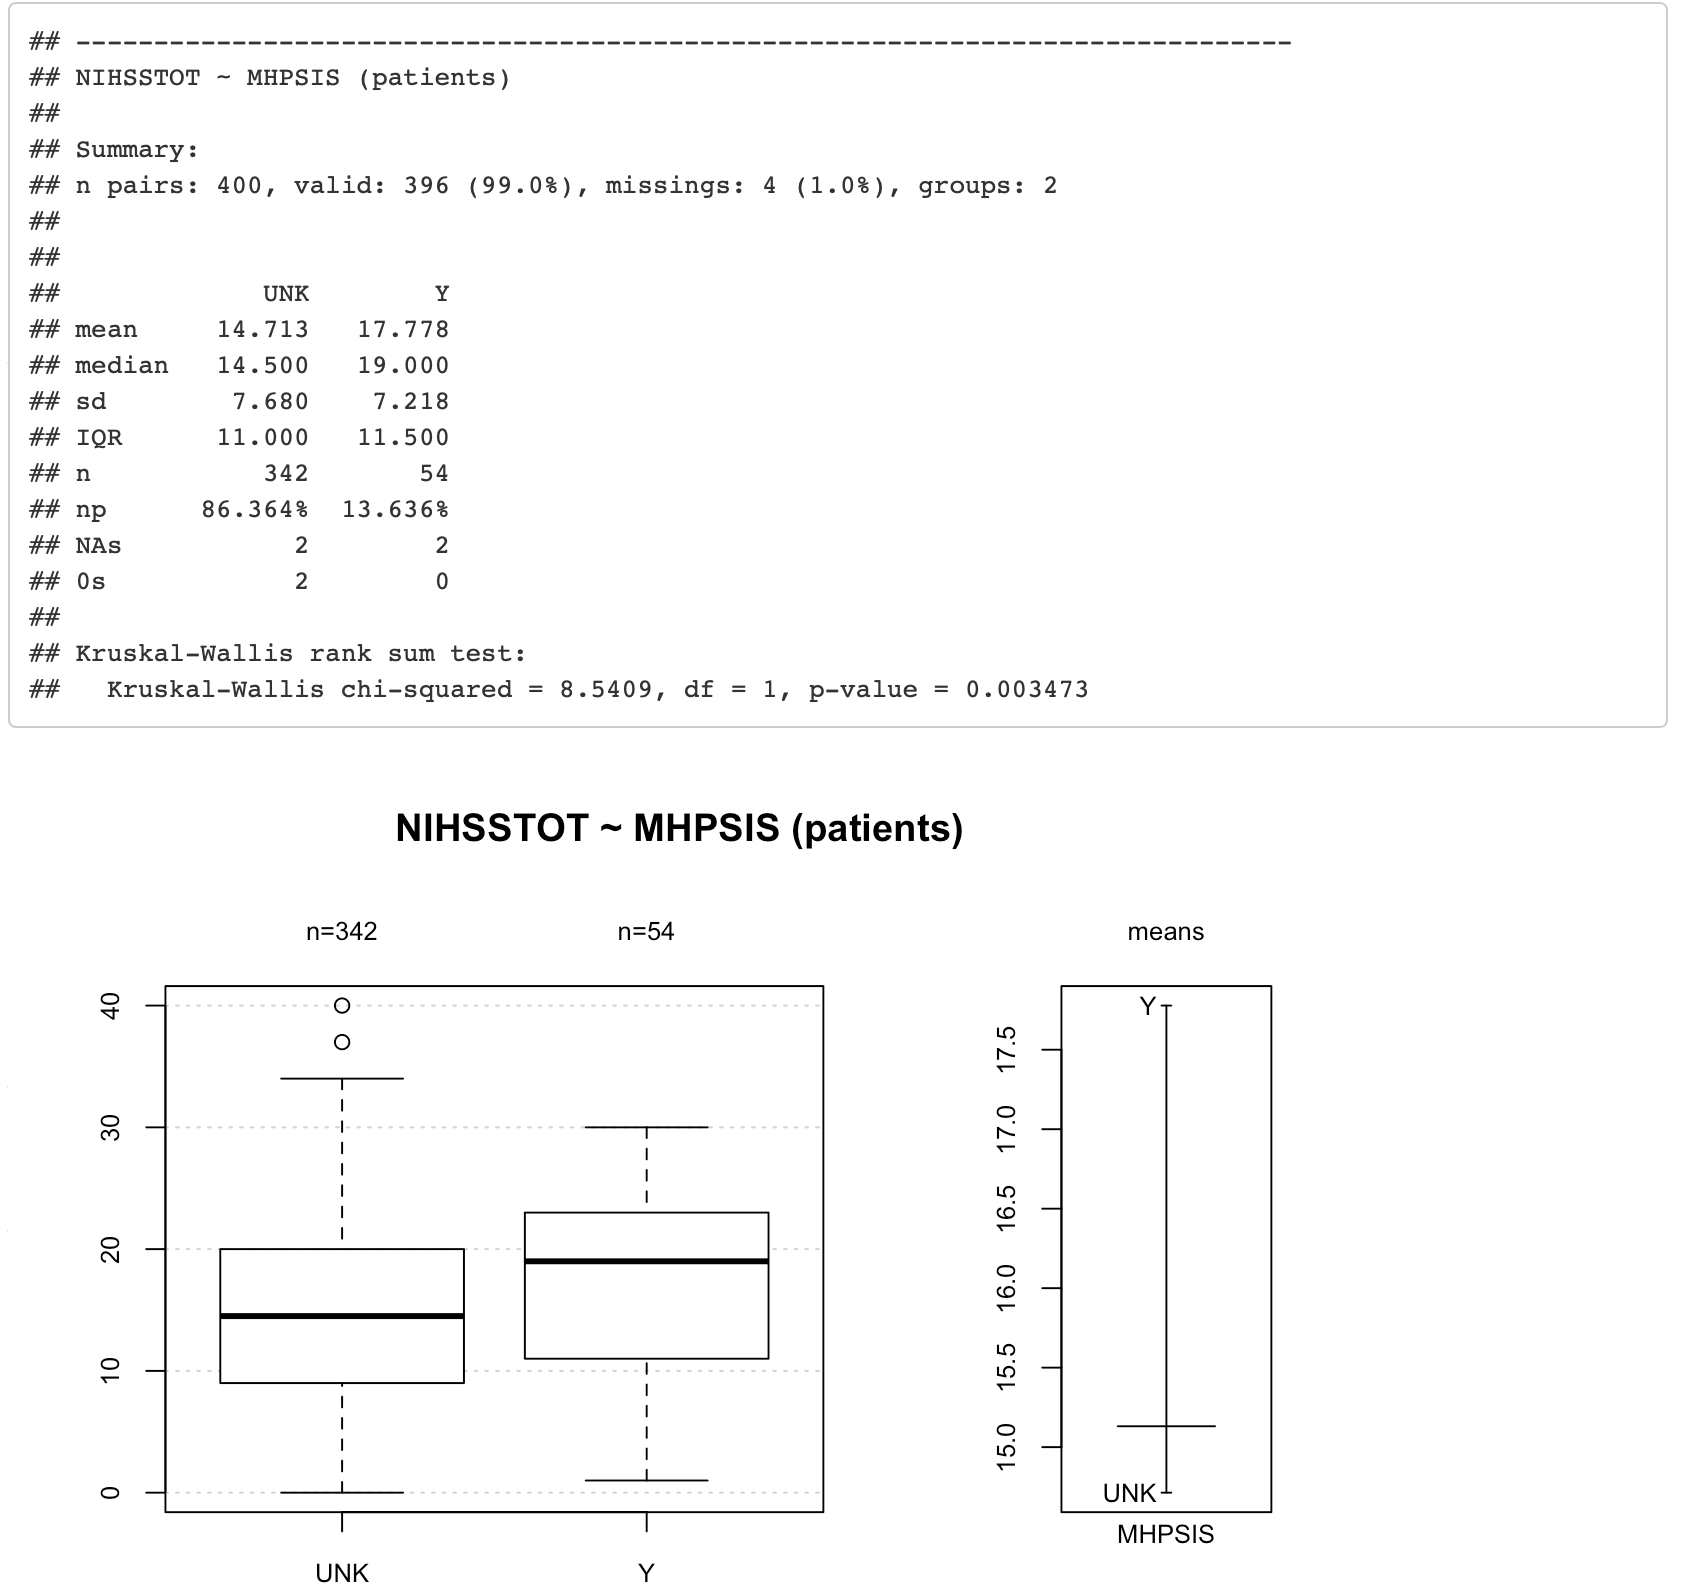 ## ------------------------------------------------------------------------------
## NIHSSTOT ~ MHPSIS (patients)
##
## Summary:
## n pairs: 400, valid: 396 (99.0%), missings: 4 (1.0%), groups: 2
##
##
##             UNK        Y
## mean     14.713   17.778
## median   14.500   19.000
## sd        7.680    7.218
## IQR      11.000   11.500
## n           342       54
## np      86.364%  13.636%
## NAs           2        2
## 0s            2        0
##
## Kruskal-Wallis rank sum test:
##   Kruskal-Wallis chi-squared = 8.5409, df = 1, p-value = 0.003473
NIHSSTOT ~ MHPSIS (patients)
n=342 n=54
40
30
20
10
0
UNK Y
means
17.5
17.0
16.5
16.0
15.5
15.0
Y
UNK
MHPSIS